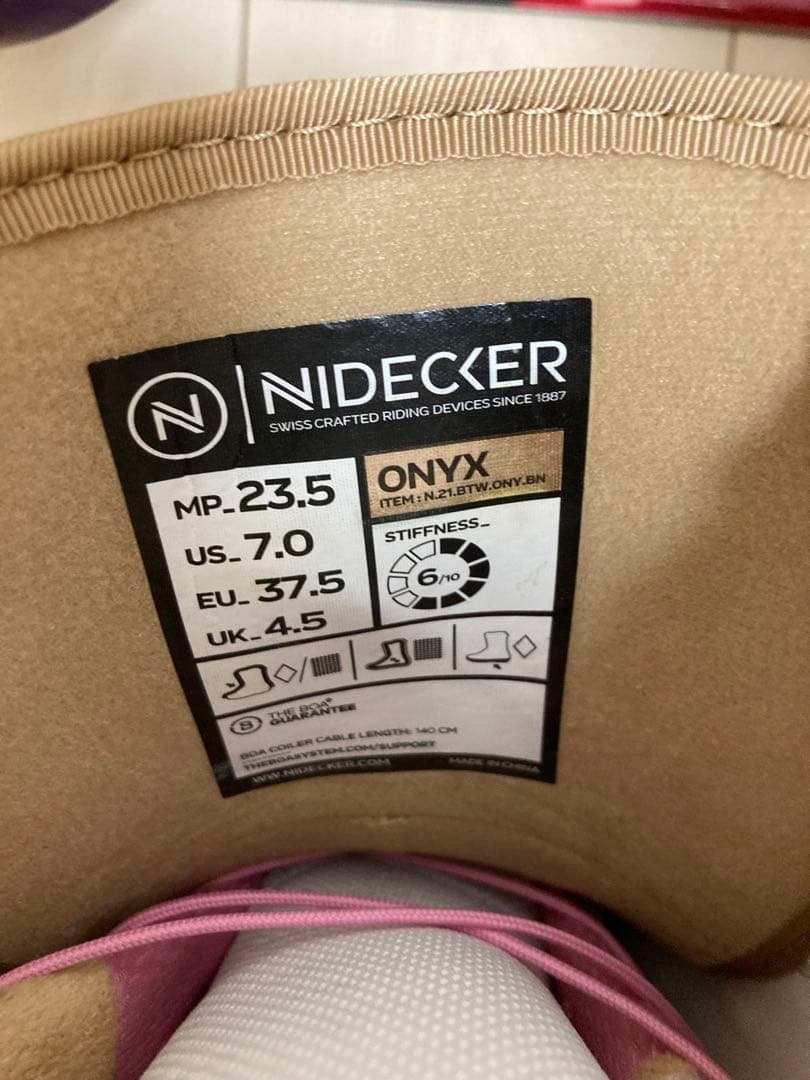 N NIDECKER
SWISS CRAFTED RIDING DEVICES SINCE 1887
MP_23.5
US_7.0
EU_37.5
UK_4.5
ONYX
ITEM : N.21.BTW.ONY.BN
STIFFNESS_
6/10
B THE BOA®
GUARANTEE
BOA COILER CABLE LENGTH: 140 CM
THEBOASYSTEM.COM/SUPPORT
WWW.NIDECKER.COM MADE IN CHINA